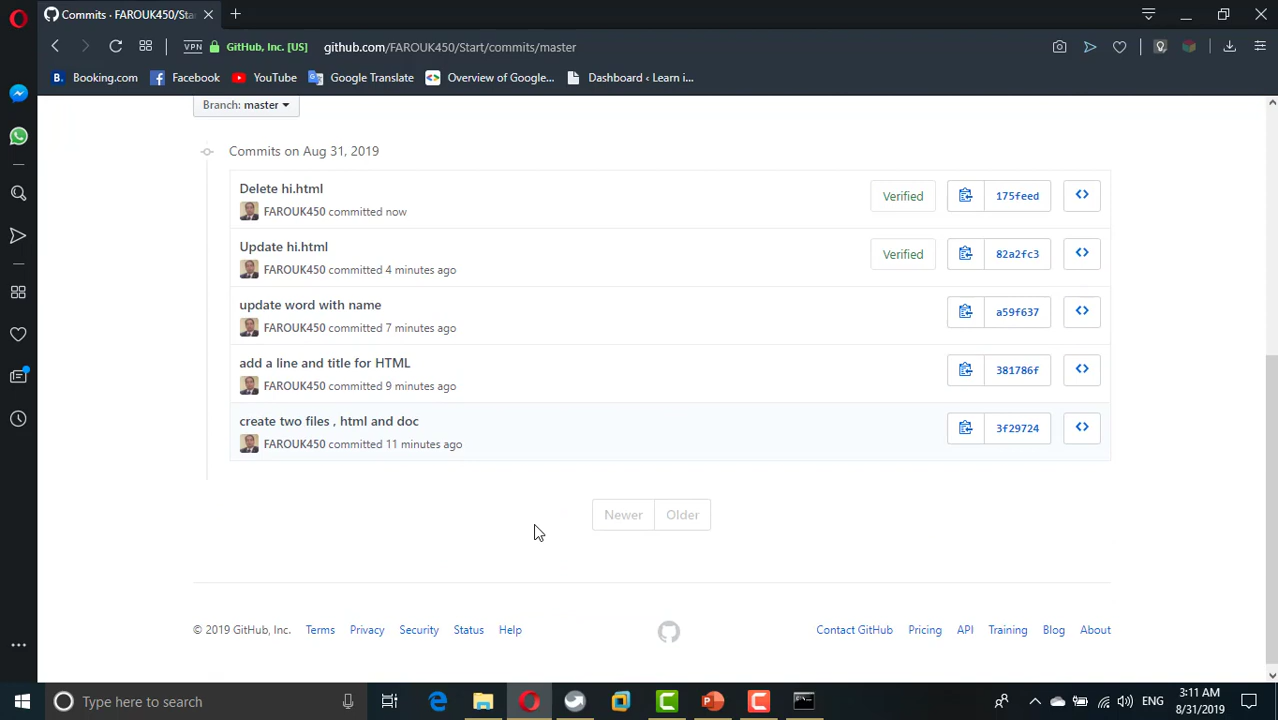 Commits · FAROUK450/Sta
VPN GitHub, Inc. [US] github.com/FAROUK450/Start/commits/master
B. Booking.com Facebook YouTube Google Translate Overview of Google... Dashboard ‹ Learn i...
Branch: master
Commits on Aug 31, 2019
Delete hi.html
FAROUK450 committed now
Verified 175feed
Update hi.html
FAROUK450 committed 4 minutes ago
Verified 82a2fc3
update word with name
FAROUK450 committed 7 minutes ago
a59f637
add a line and title for HTML
FAROUK450 committed 9 minutes ago
381786f
create two files , html and doc
FAROUK450 committed 11 minutes ago
3f29724
Newer Older
© 2019 GitHub, Inc. Terms Privacy Security Status Help Contact GitHub Pricing API Training Blog About
Type here to search
ENG
3:11 AM
8/31/2019